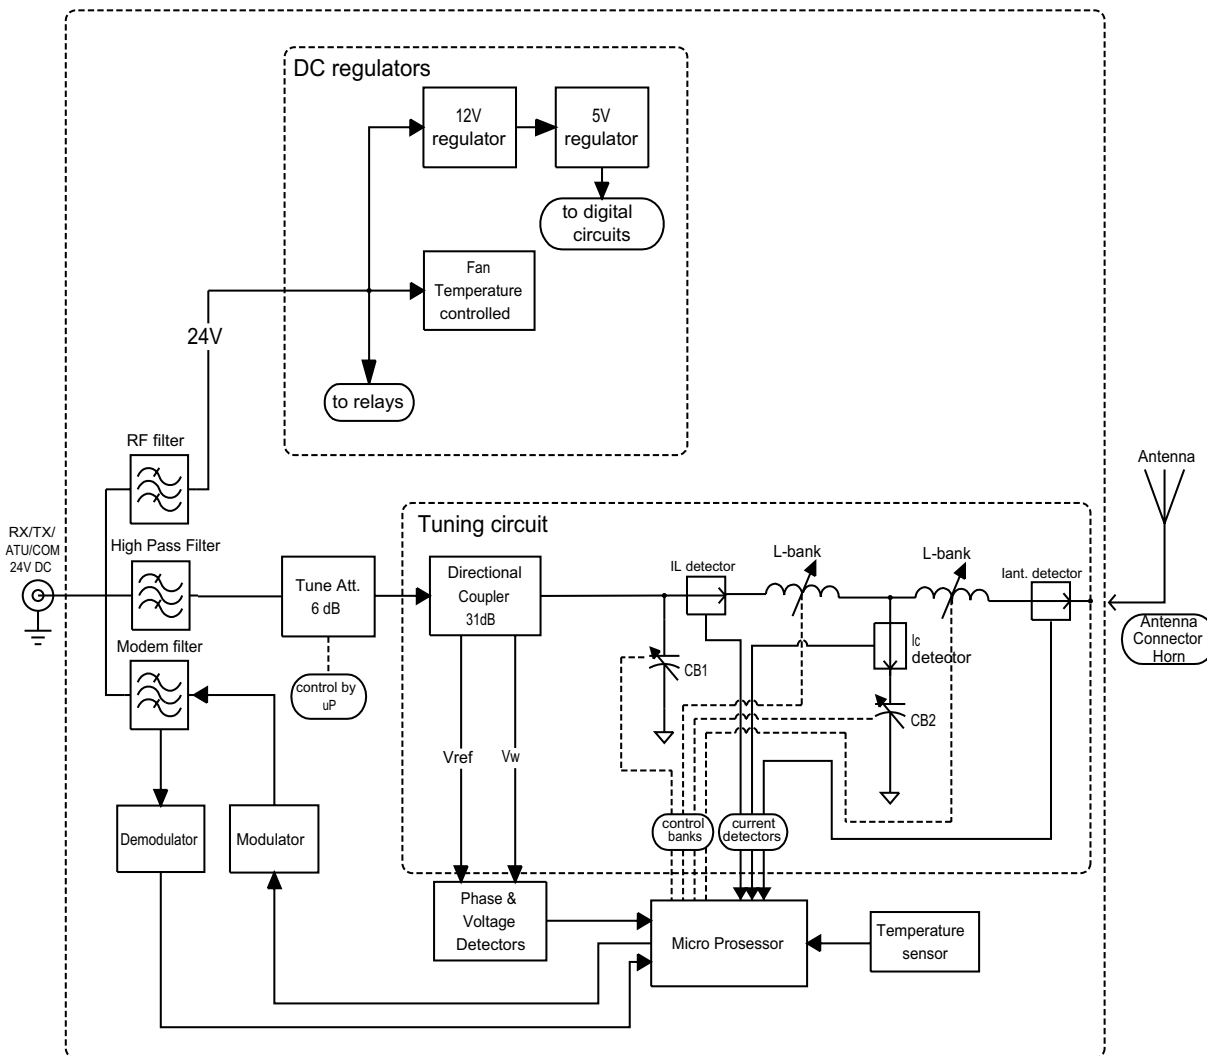 DC regulators
12V
regulator
5V
regulator
to digital
circuits
Fan
Temperature
controlled
24V
to relays
RF filter
RX/TX/
ATU/COM
24V DC
High Pass Filter
Tune Att.
6 dB
control by
uP
Modem filter
Demodulator
Modulator
Tuning circuit
Directional
Coupler
31dB
IL detector
L-bank
L-bank
Iant. detector
CB1
Ic
detector
CB2
Vref
Vw
control
banks
current
detectors
Phase &
Voltage
Detectors
Micro Prosessor
Temperature
sensor
Antenna
Antenna
Connector
Horn